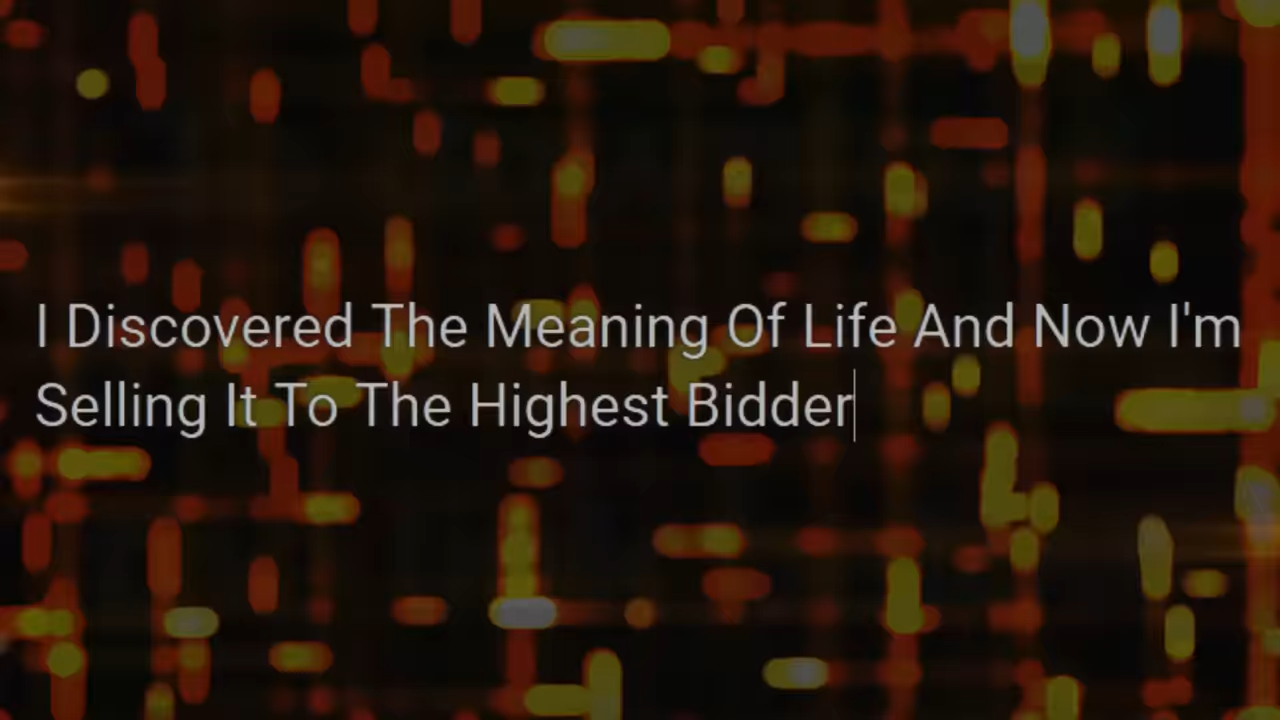 I Discovered The Meaning Of Life And Now I'm
Selling It To The Highest Bidder